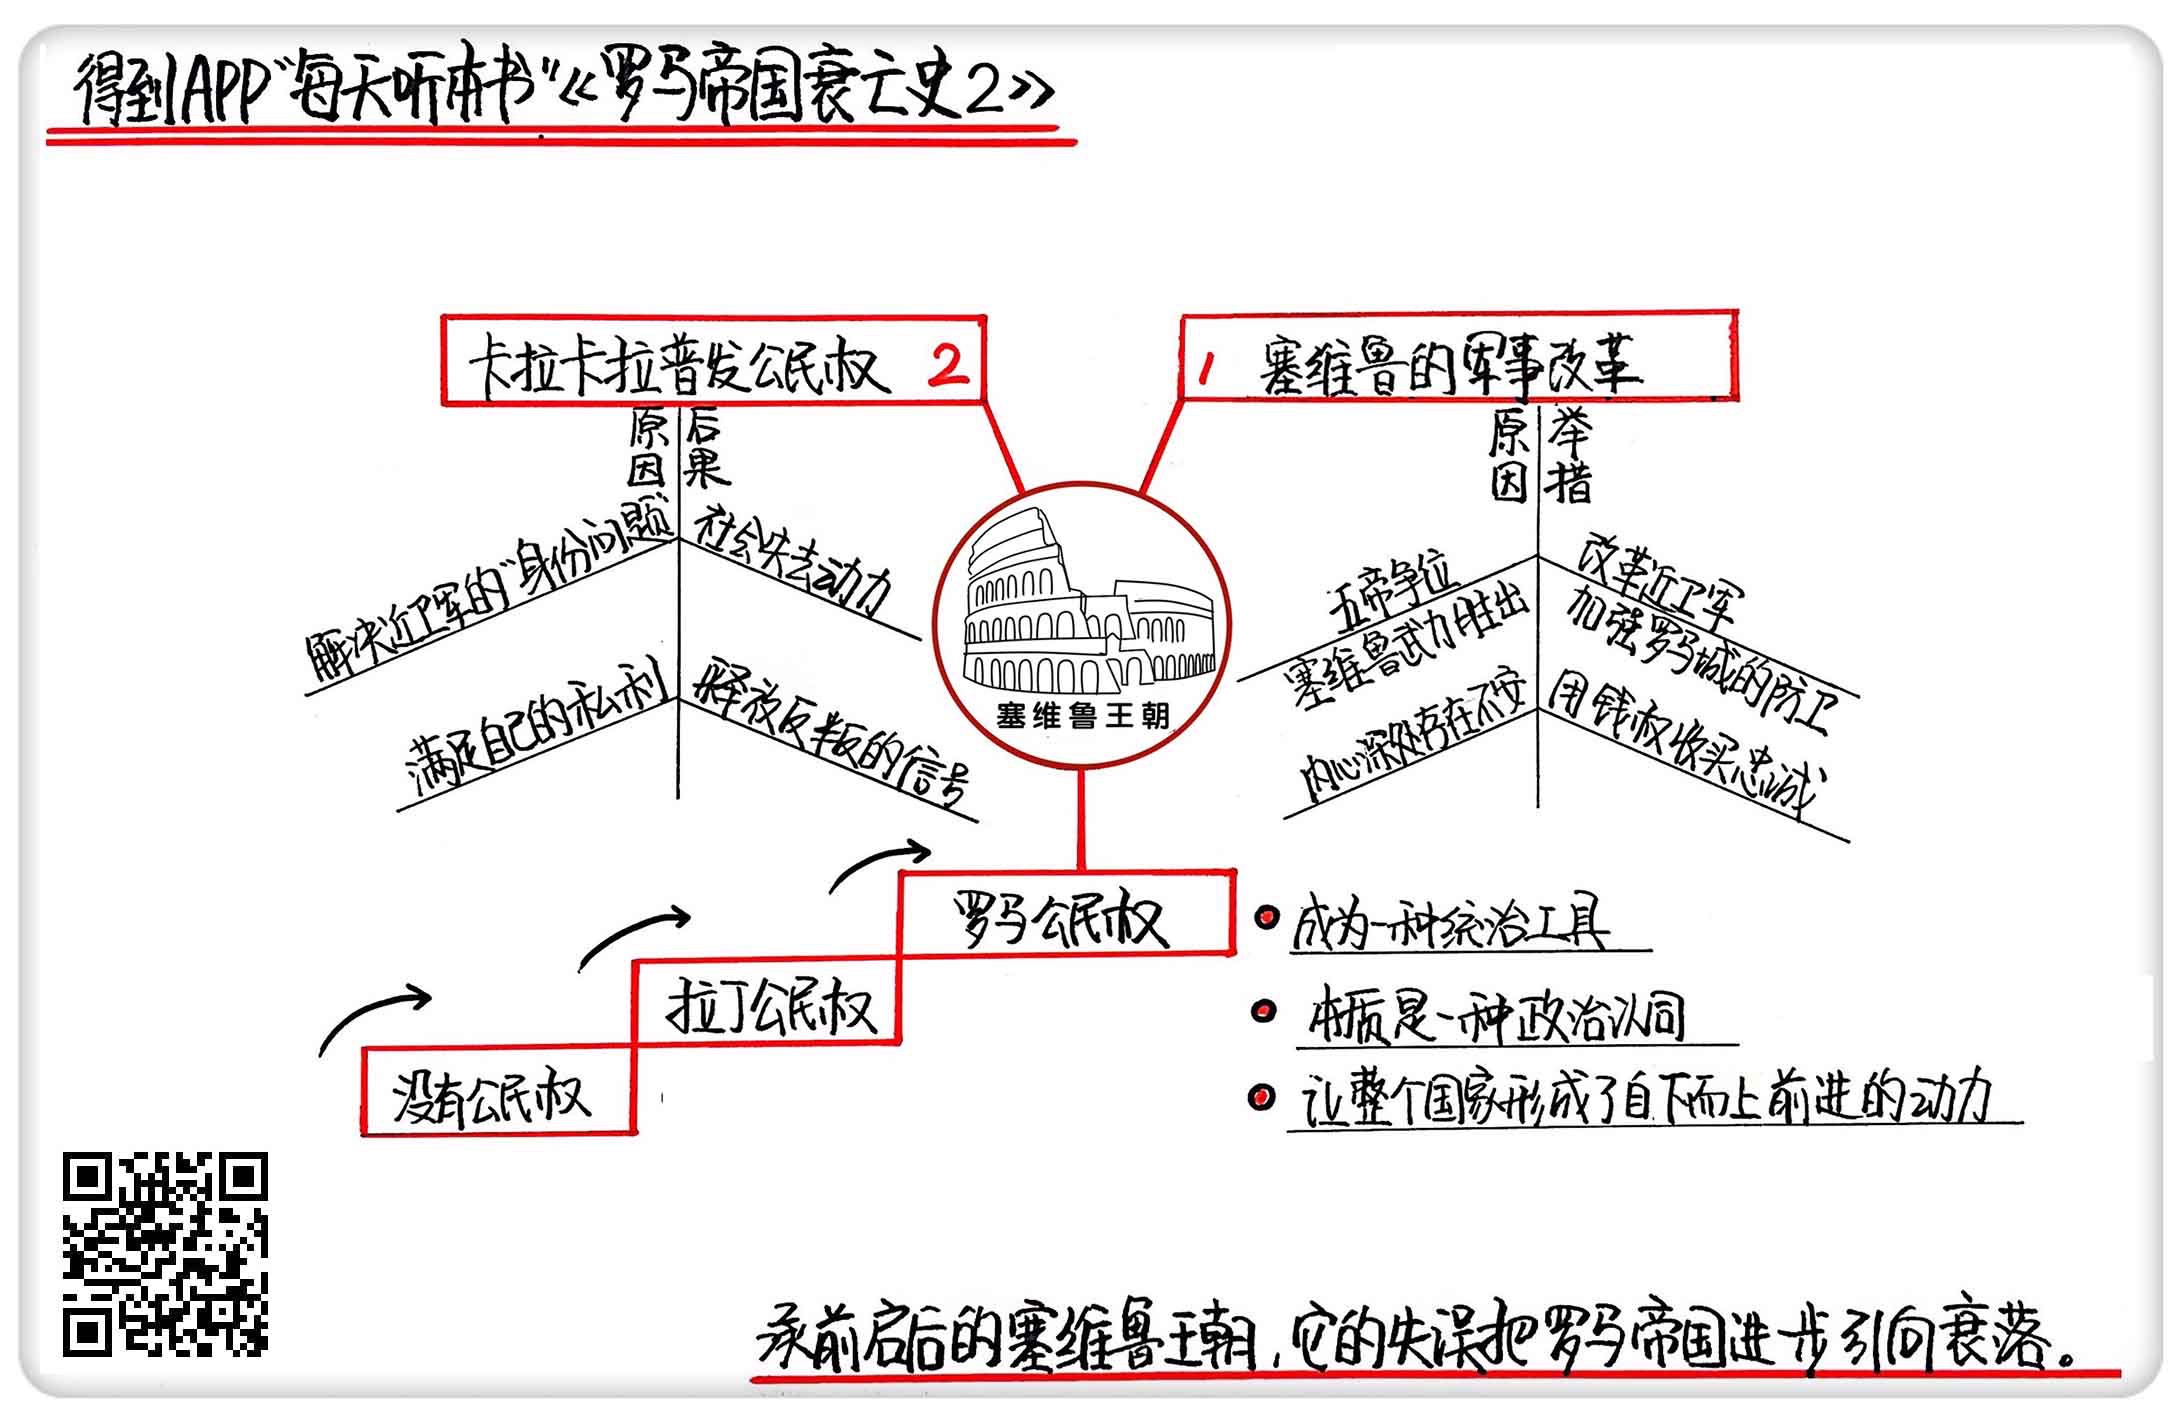 得到APP“每天听本书”《罗马帝国衰亡史2》
卡拉卡拉普发公民权 2
原因
后果
解决近卫军的“身份问题”
社会失去动力
满足自己的私利
释放反叛的信号
1 塞维鲁的军事改革
原因
举措
五帝争位
塞维鲁武力胜出
改革近卫军
加强罗马城的防卫
内心深处存在不安
用钱权收买忠诚
塞维鲁王朝
罗马公民权
拉丁公民权
没有公民权
成为一种统治工具
本质是一种政治认同
让整个国家形成了自下而上前进的动力
承前启后的塞维鲁王朝，它的失误把罗马帝国进一步引向衰落。